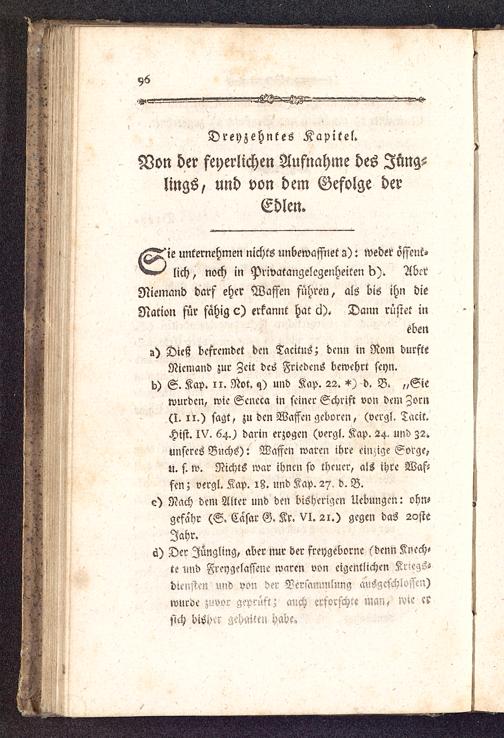 96
Dreyzehntes Kapitel.
Von der feyerlichen Aufnahme des Jüng-
lings, und von dem Gefolge der
Edlen.
Sie unternehmen nichts unbewaffnet a): weder öffent-
lich, noch in Privatangelegenheiten b). Aber
Niemand darf eher Waffen führen, als bis ihn die
Nation für fähig c) erkannt hat d). Dann rüstet in
eben
a) Dieß befremdet den Tacitus; denn in Rom durfte
Niemand zur Zeit des Friedens bewehrt seyn.
b) S. Kap. 11. Not. q) und Kap. 22. *) d. B. „Sie
wurden, wie Seneca in seiner Schrift von dem Zorn
(I. 11.) sagt, zu den Waffen geboren, (vergl. Tacit.
Hist. IV. 64.) darin erzogen (vergl. Kap. 24. und 32.
unseres Buchs): Waffen waren ihre einzige Sorge,
u. s. w. Nichts war ihnen so theuer, als ihre Waf-
fen; vergl. Kap. 18. und Kap. 27. d. B.
c) Nach dem Alter und den bisherigen Uebungen: ohn-
gefähr (S. Cäsar G. Kr. VI. 21.) gegen das 20ste
Jahr.
d) Der Jüngling, aber nur der freygeborne (denn Knech-
te und Freygelassene waren von eigentlichen Kriegs-
diensten und von der Versammlung ausgeschlossen)
wurde zuvor geprüft; auch erforschte man, wie er
sich bisher gehalten habe.